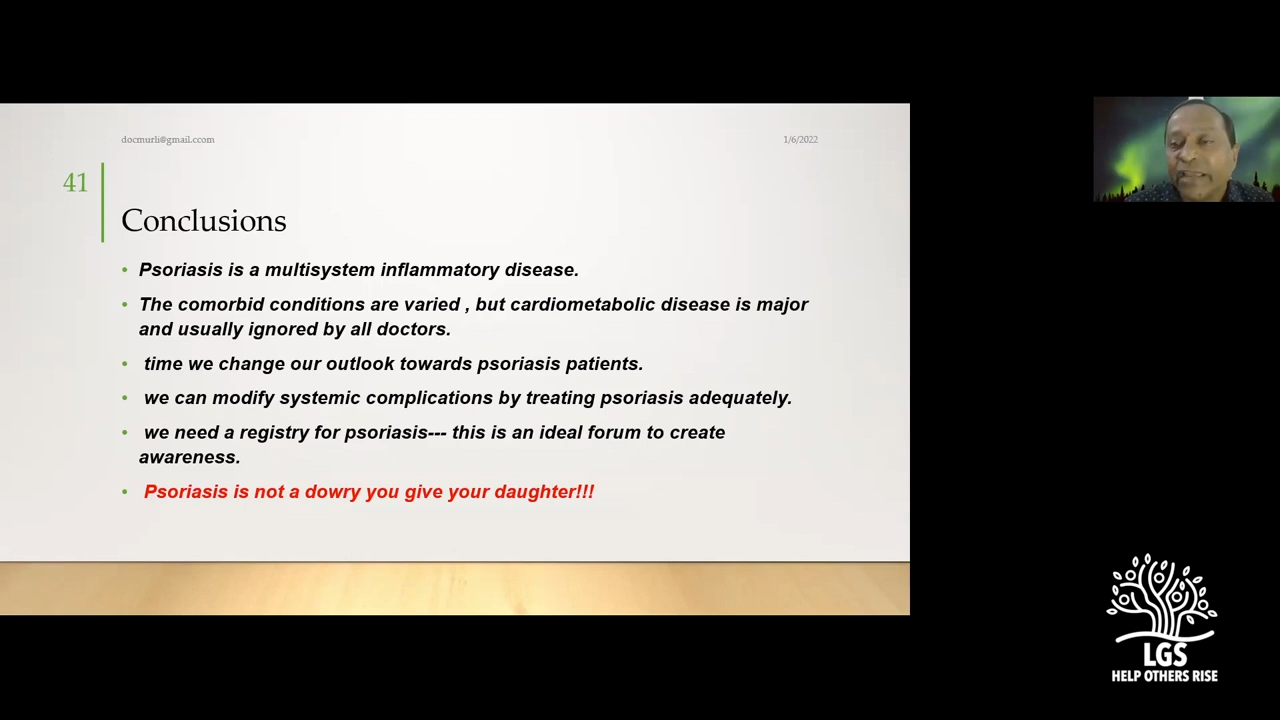 docmurli@gmail.ccom
1/6/2022
41
Conclusions
• Psoriasis is a multisystem inflammatory disease.
• The comorbid conditions are varied , but cardiometabolic disease is major
and usually ignored by all doctors.
• time we change our outlook towards psoriasis patients.
• we can modify systemic complications by treating psoriasis adequately.
• we need a registry for psoriasis--- this is an ideal forum to create
awareness.
• Psoriasis is not a dowry you give your daughter!!!
LGS
HELP OTHERS RISE